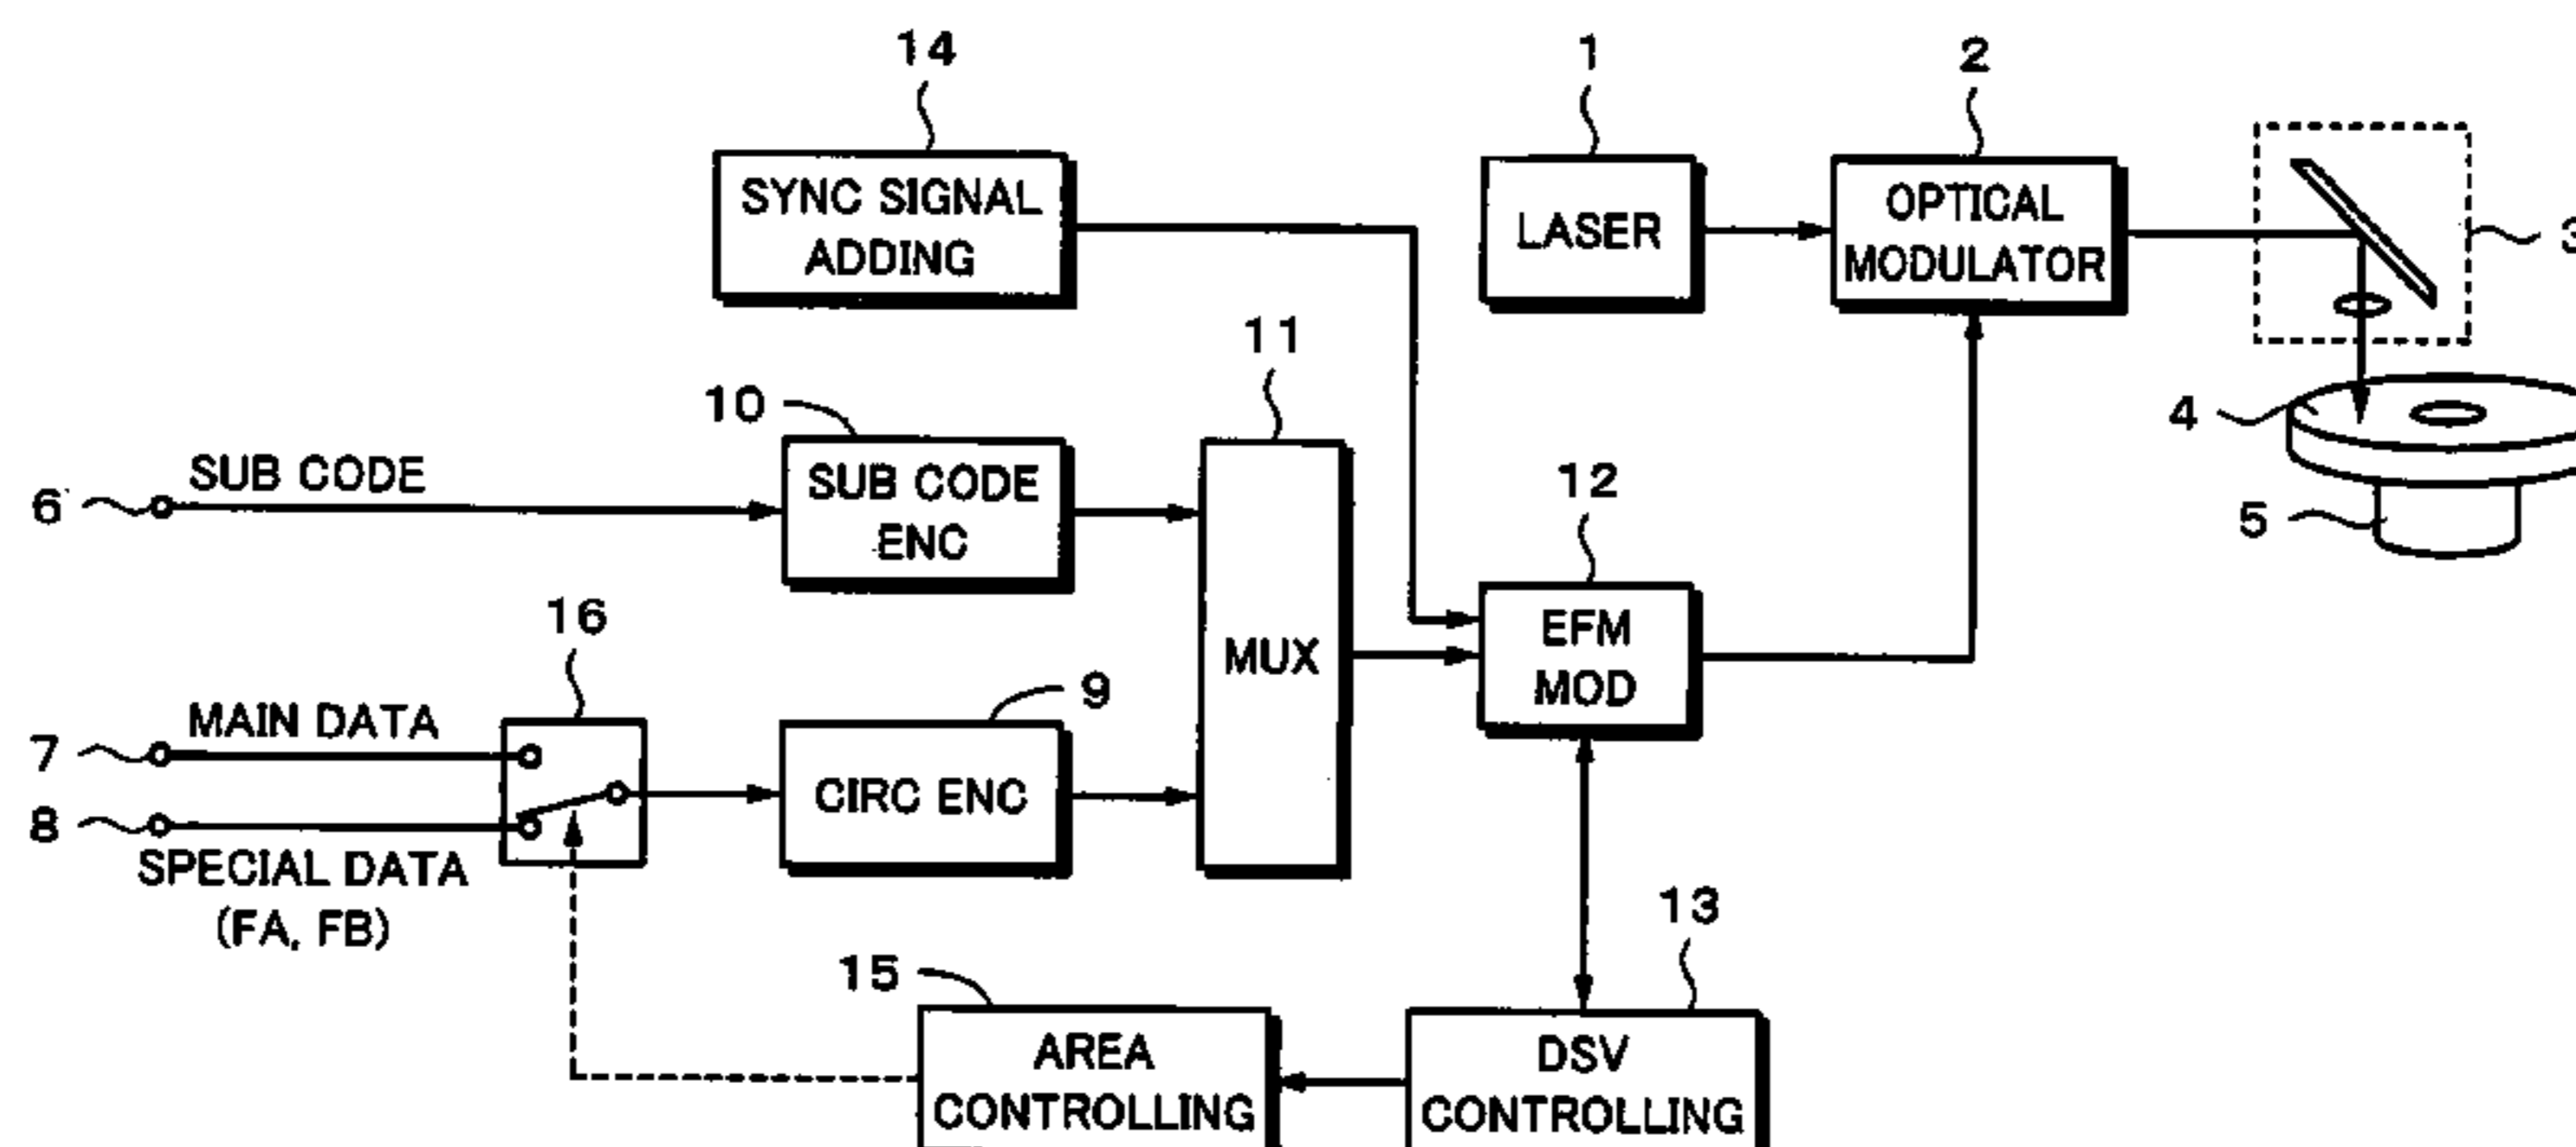 14
1
2
SYNC SIGNAL
ADDING
LASER
OPTICAL
MODULATOR
3
11
10
4
SUB CODE
6
SUB CODE
ENC
12
5
16
MUX
EFM
MOD
9
MAIN DATA
7
CIRC ENC
8
SPECIAL DATA
(FA, FB)
13
15
AREA
CONTROLLING
DSV
CONTROLLING